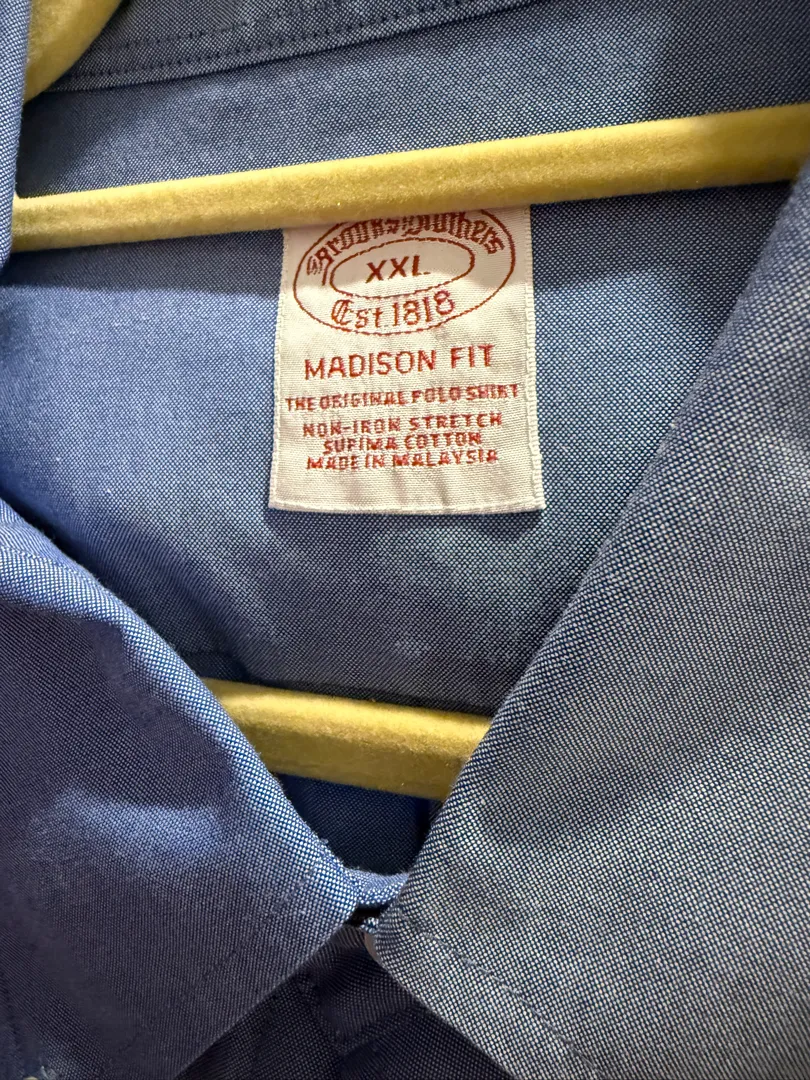 Brooks Brothers
XXL
Est 1818
MADISON FIT
THE ORIGINAL POLO SHIRT
NON-IRON STRETCH
SUPIMA COTTON
MADE IN MALAYSIA